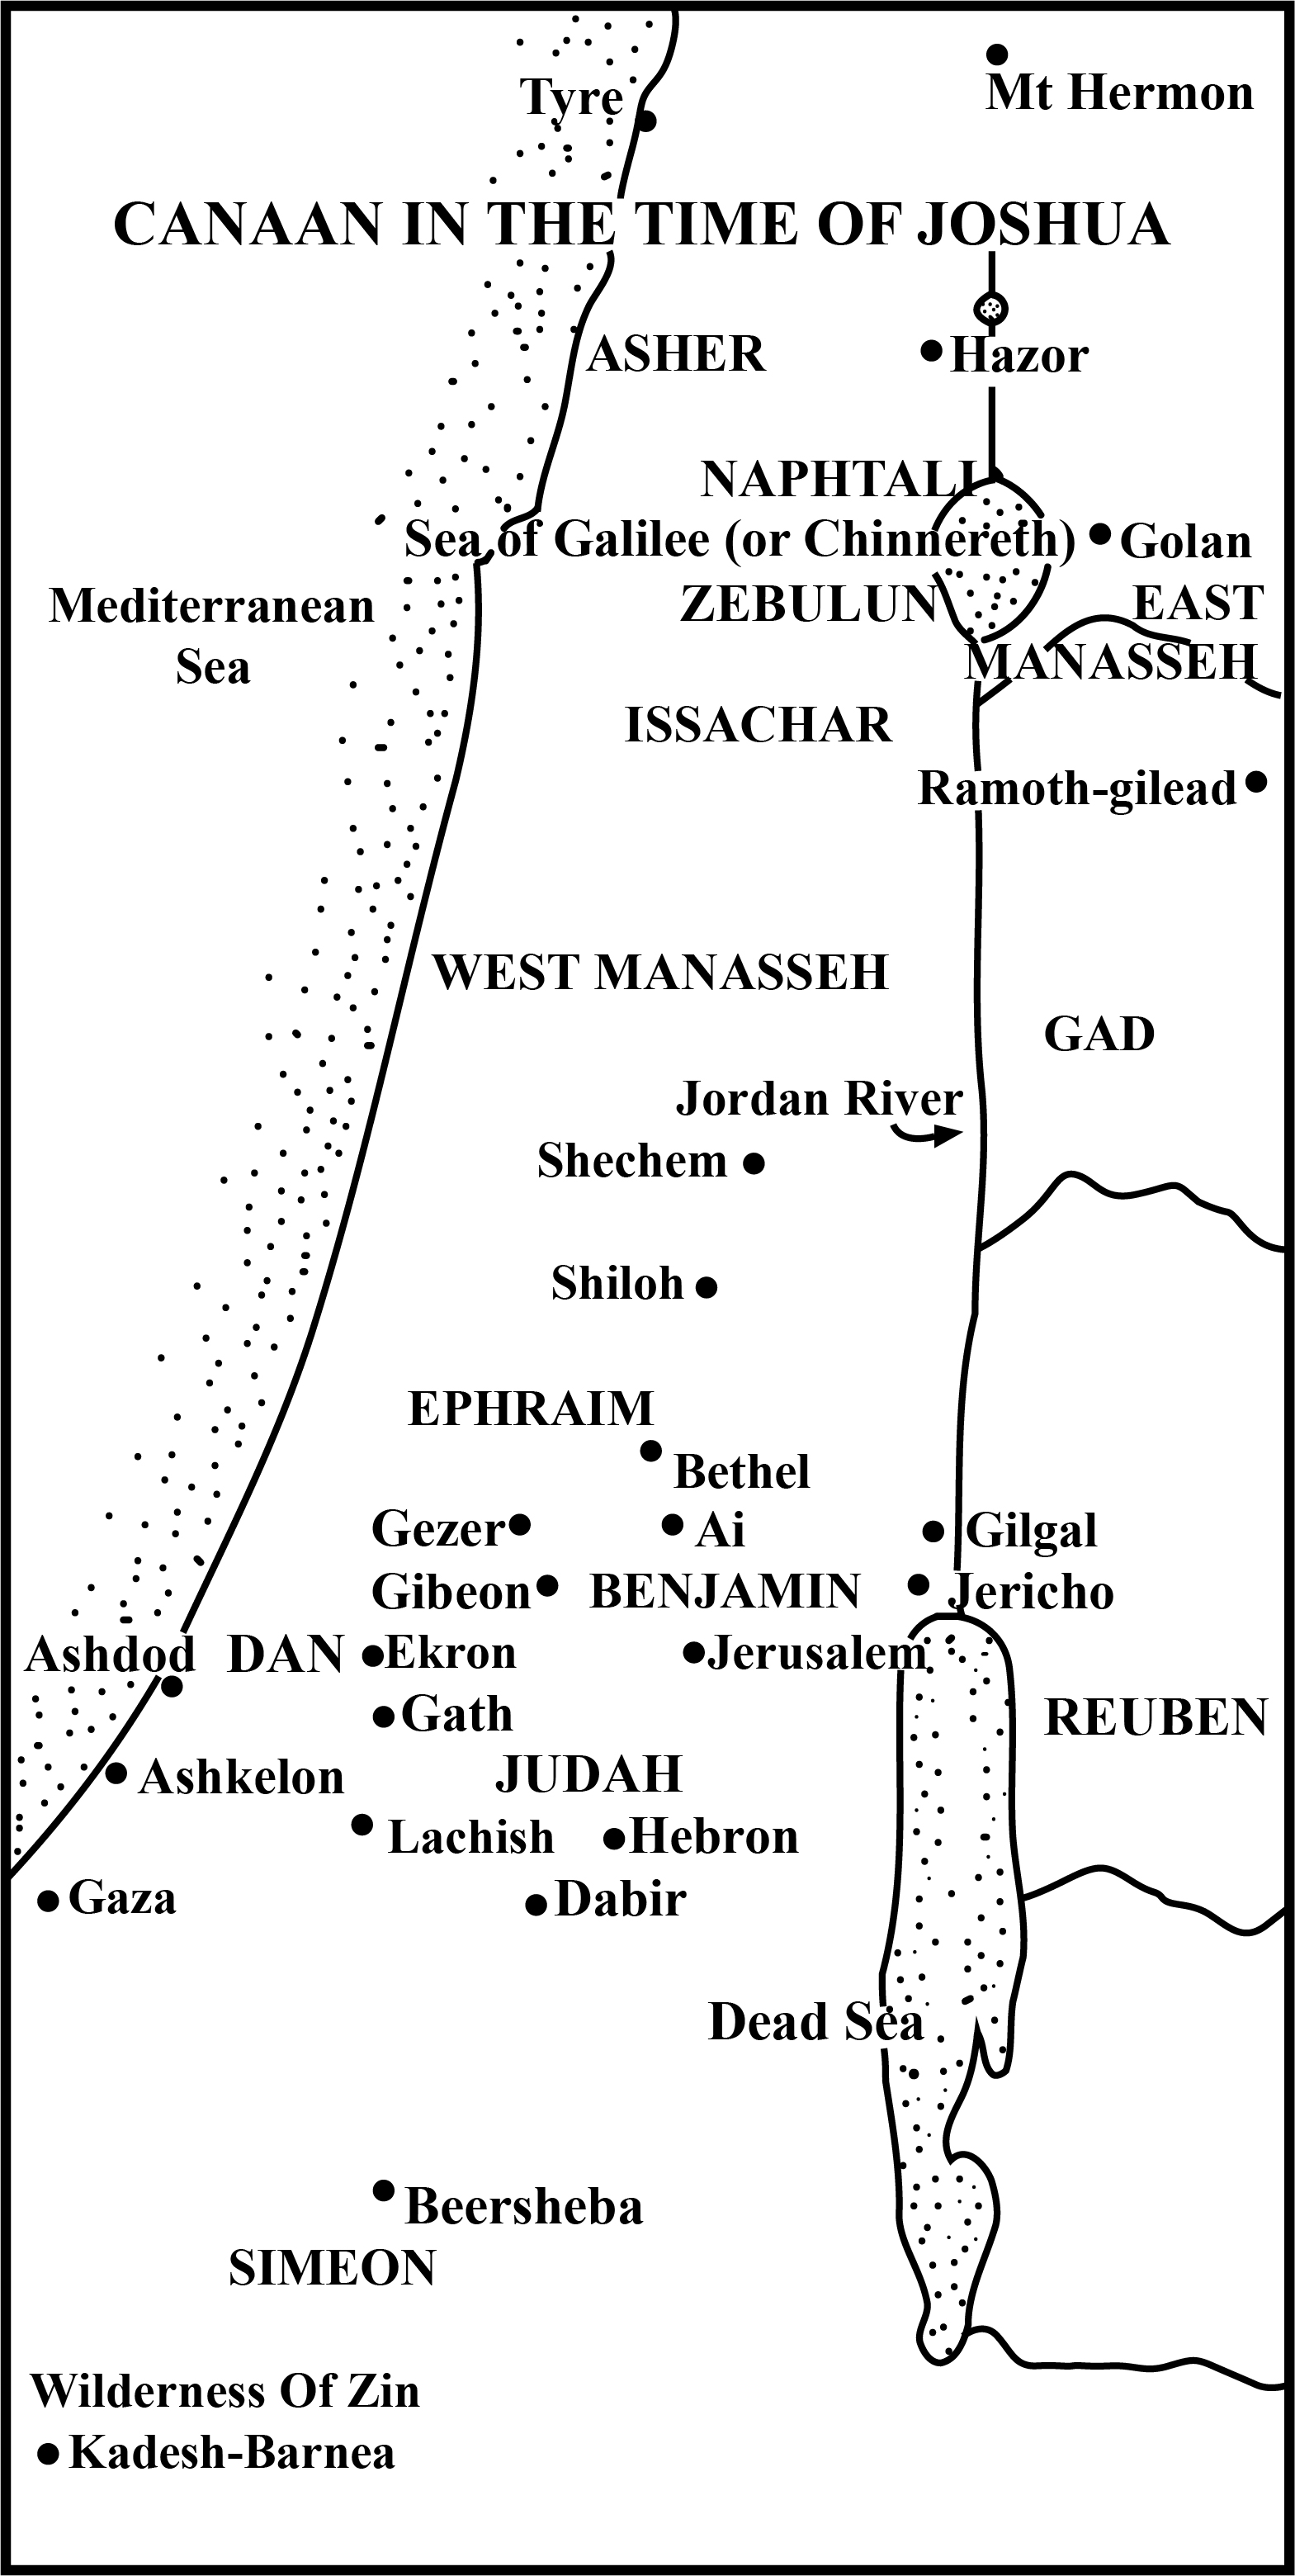 Mt Hermon
Tyre
CANAAN IN THE TIME OF JOSHUA
ASHER
Hazor
NAPHTALI
Sea of Galilee (or Chinnereth)
Golan
Mediterranean
Sea
ZEBULUN
EAST
MANASSEH
ISSACHAR
Ramoth-gilead
WEST MANASSEH
GAD
Jordan River
Shechem
Shiloh
EPHRAIM
Bethel
Gezer
Ai
Gilgal
Gibeon
BENJAMIN
Jericho
Ashdod
DAN
Ekron
Jerusalem
Gath
REUBEN
Ashkelon
JUDAH
Lachish
Hebron
Gaza
Dabir
Dead Sea
Beersheba
SIMEON
Wilderness Of Zin
Kadesh-Barnea